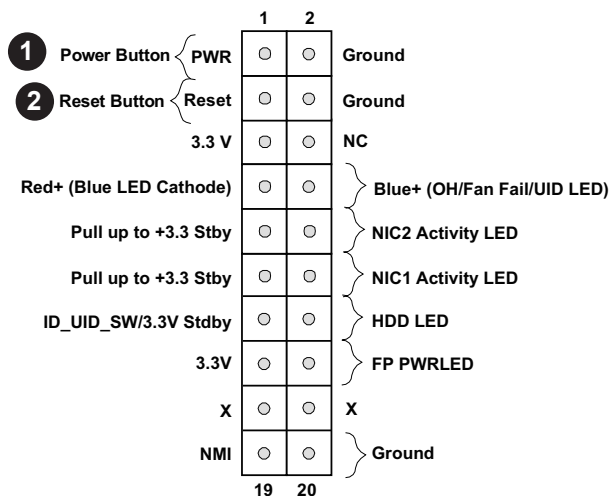 1 2
1 Power Button PWR Ground
2 Reset Button Reset Ground
3.3 V NC
Red+ (Blue LED Cathode) Blue+ (OH/Fan Fail/UID LED)
Pull up to +3.3 Stby NIC2 Activity LED
Pull up to +3.3 Stby NIC1 Activity LED
ID_UID_SW/3.3V Stdby HDD LED
3.3V FP PWRLED
X X
NMI Ground
19 20